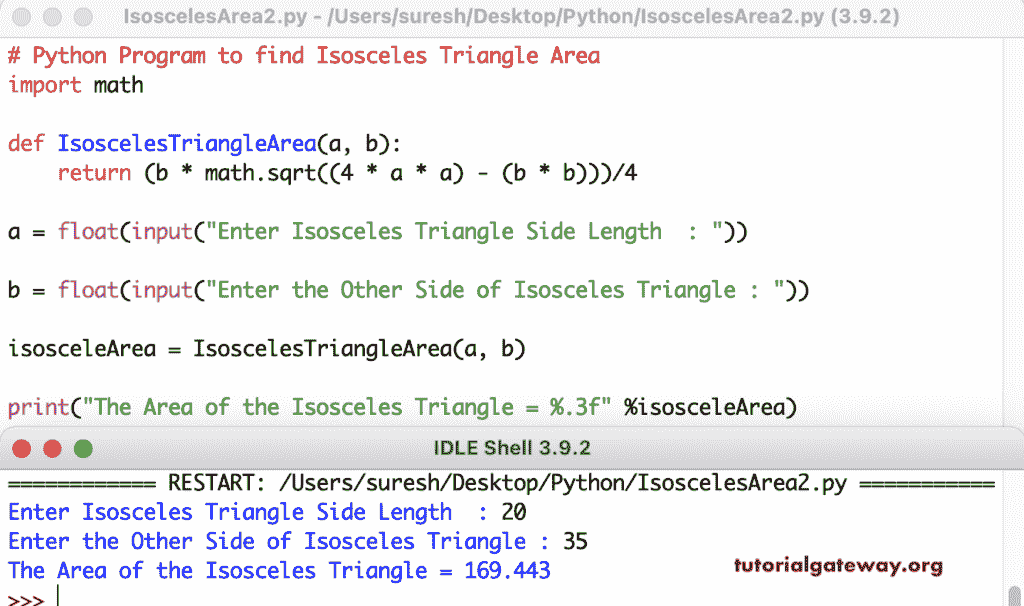 IsoscelesArea2.py - /Users/suresh/Desktop/Python/IsoscelesArea2.py (3.9.2)
# Python Program to find Isosceles Triangle Area
import math
def IsoscelesTriangleArea(a, b):
    return (b * math.sqrt((4 * a * a) - (b * b)))/4
a = float(input("Enter Isosceles Triangle Side Length  : "))
b = float(input("Enter the Other Side of Isosceles Triangle : "))
isosceleArea = IsoscelesTriangleArea(a, b)
print("The Area of the Isosceles Triangle = %.3f" %isosceleArea)
IDLE Shell 3.9.2
============ RESTART: /Users/suresh/Desktop/Python/IsoscelesArea2.py ===========
Enter Isosceles Triangle Side Length  : 20
Enter the Other Side of Isosceles Triangle : 35
The Area of the Isosceles Triangle = 169.443
tutorialgateway.org
>>>